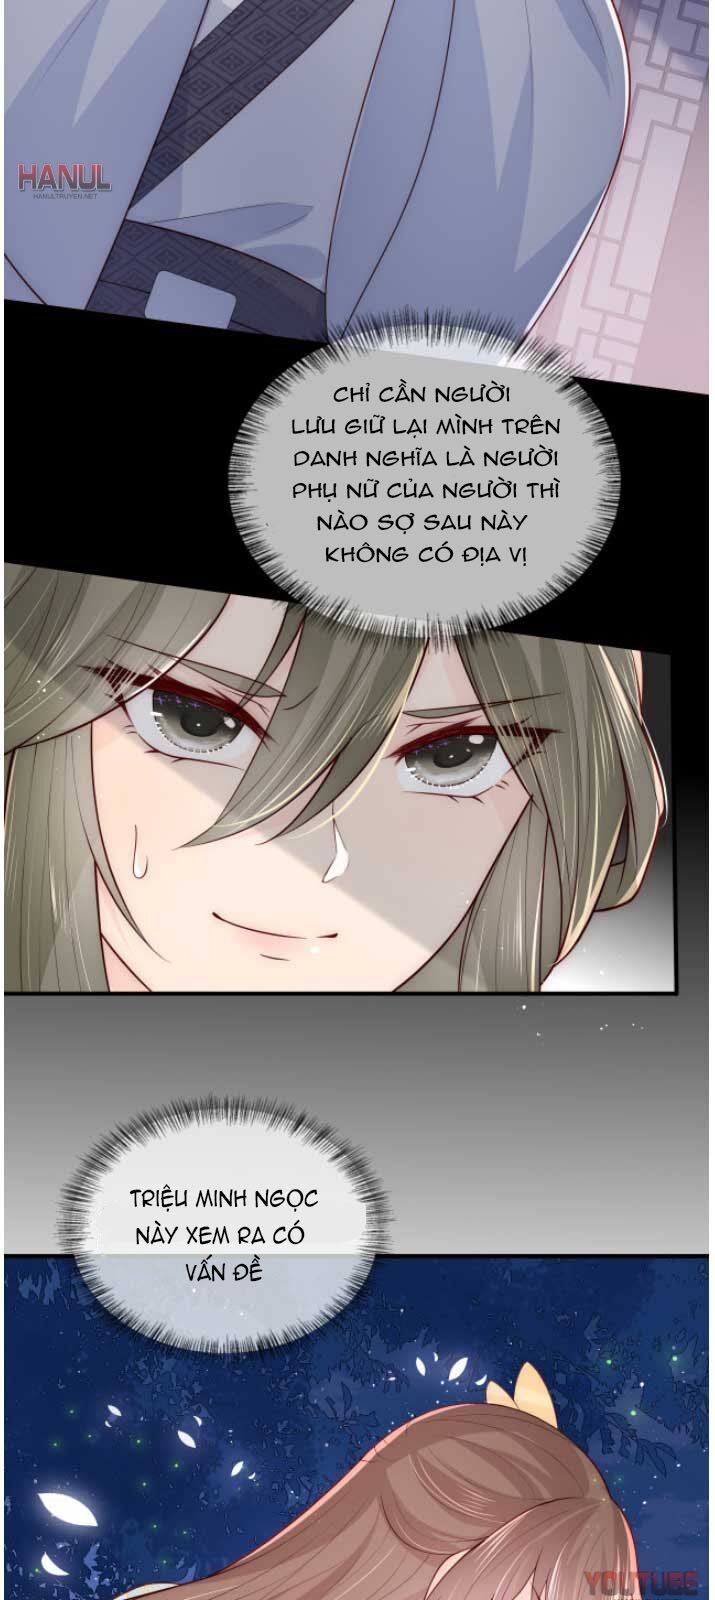 HANUL
HANULTRUYEN.NET
CHỈ CẦN NGƯỜI
LƯU GIỮ LẠI MÌNH TRÊN
DANH NGHĨA LÀ NGƯỜI
PHỤ NỮ CỦA NGƯỜI THÌ
NÀO SỢ SAU NÀY
KHÔNG CÓ ĐỊA VỊ
TRIỆU MINH NGỌC
NÀY XEM RA CÓ
VẤN ĐỀ
YOUTUBE